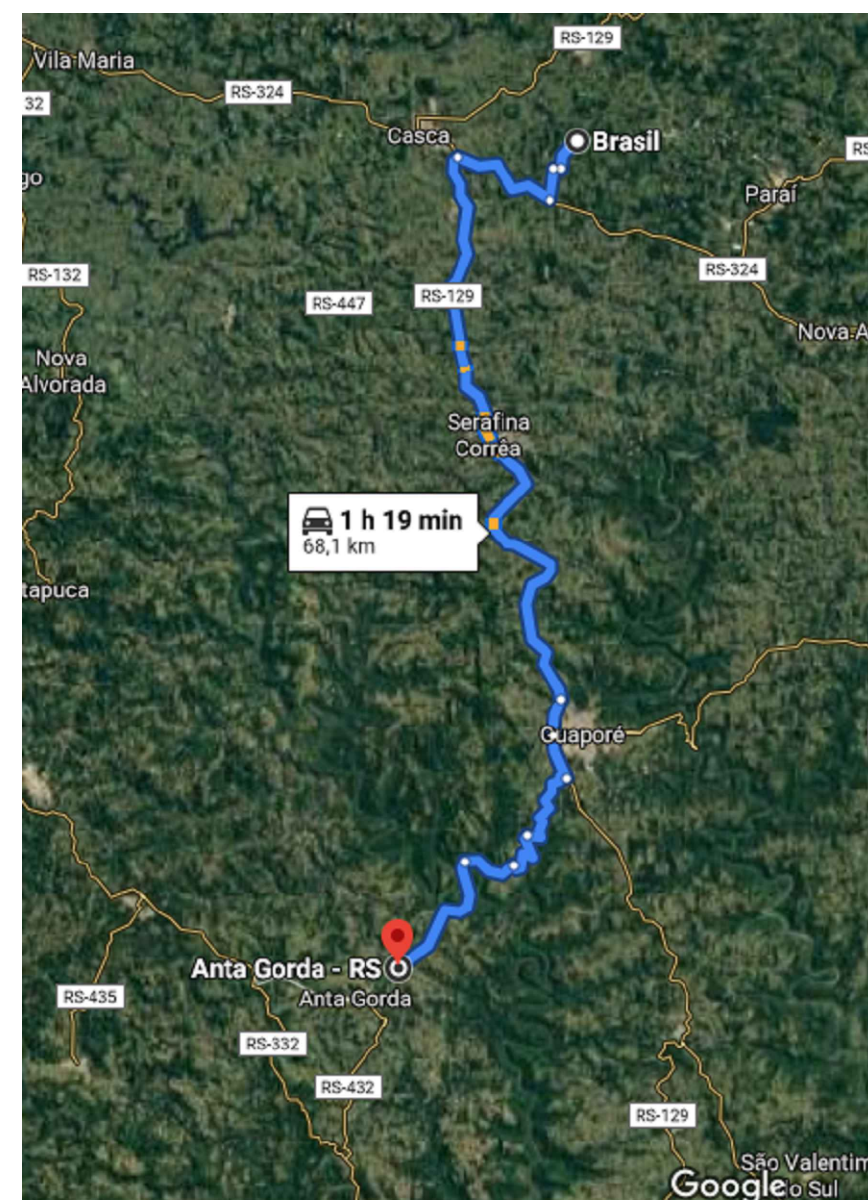 RS-129
Vila Maria
RS-324
32
Casca
Brasil
RS
go
Paraí
RS-324
RS-132
RS-129
RS-447
Nova A
Nova
Alvorada
Serafina
Corrêa
1 h 19 min
68,1 km
tapuca
Guaporé
Anta Gorda - RS
Anta Gorda
RS-435
RS-332
RS-432
RS-129
São Valentim
do Sul
Google